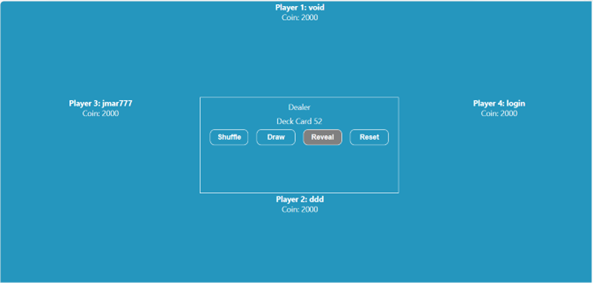 Player 1: void
Coin: 2000
Player 3: jmar777
Coin: 2000
Player 4: login
Coin: 2000
Dealer
Deck Card 52
Shuffle Draw Reveal Reset
Player 2: ddd
Coin: 2000